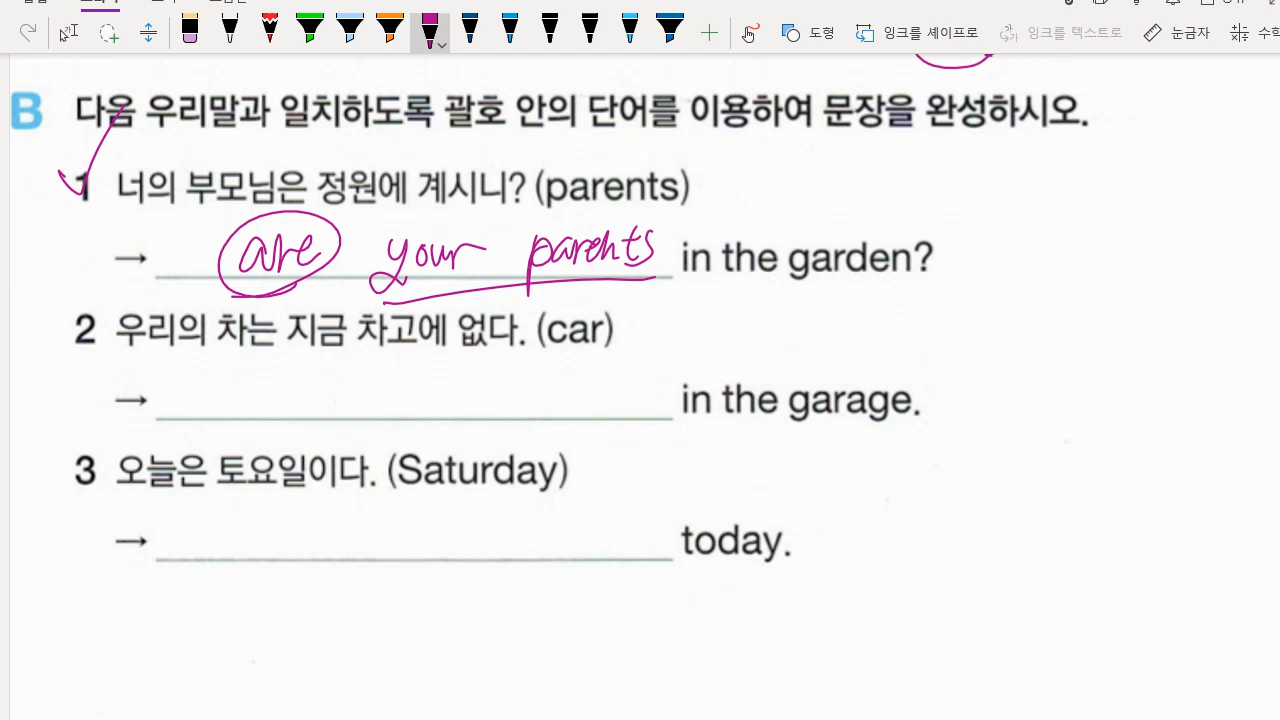 도형 잉크를 셰이프로 잉크를 텍스트로 눈금자
B 다음 우리말과 일치하도록 괄호 안의 단어를 이용하여 문장을 완성하시오.
1 너의 부모님은 정원에 계시니? (parents)
→ are your parents in the garden?
2 우리의 차는 지금 차고에 없다. (car)
→ in the garage.
3 오늘은 토요일이다. (Saturday)
→ today.